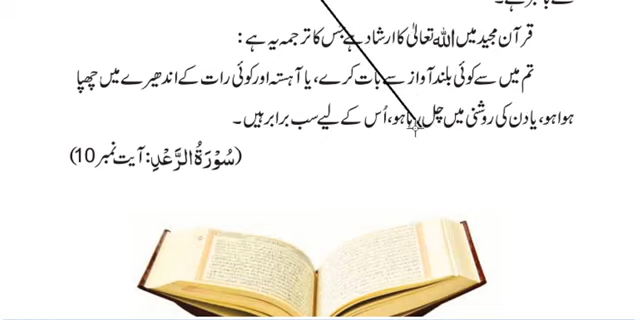 قرآن مجید میں اللہ تعالیٰ کا ارشاد ہے جس کا ترجمہ یہ ہے:
تم میں سے کوئی بلند آواز سے بات کرے، یا آہستہ اور کوئی رات کے اندھیرے میں چھپا
ہوا ہو، یا دن کی روشنی میں چل رہا ہو، اُس کے لیے سب برابر ہیں۔
(سُوْرَۃُ الرَّعْدِ: آیت نمبر 10)